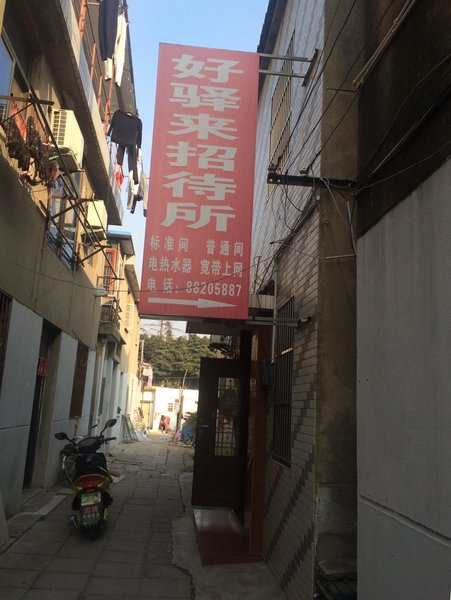 好驿来招待所
标准间 普通间
电热水器 宽带上网
电话：88205887